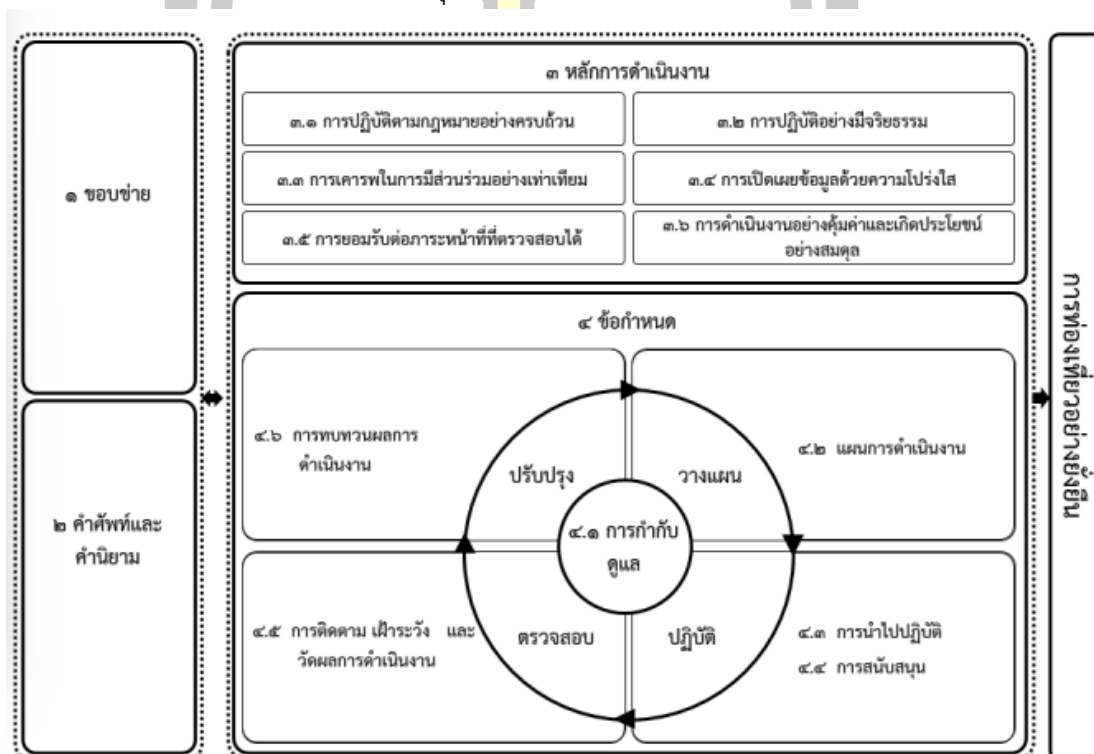 ๑ ขอบข่าย
๒ คำศัพท์และ
คำนิยาม
๓ หลักการดำเนินงาน
๓.๑ การปฏิบัติตามกฎหมายอย่างครบถ้วน
๓.๒ การปฏิบัติอย่างมีจริยธรรม
๓.๓ การเคารพในการมีส่วนร่วมอย่างเท่าเทียม
๓.๔ การเปิดเผยข้อมูลด้วยความโปร่งใส
๓.๕ การยอมรับต่อภาระหน้าที่ที่ตรวจสอบได้
๓.๖ การดำเนินงานอย่างคุ้มค่าและเกิดประโยชน์
อย่างสมดุล
๔ ข้อกำหนด
๔.๖ การทบทวนผลการ
ดำเนินงาน
ปรับปรุง
วางแผน
๔.๒ แผนการดำเนินงาน
๔.๑ การกำกับ
ดูแล
๔.๕ การติดตาม เฝ้าระวัง และ
วัดผลการดำเนินงาน
ตรวจสอบ
ปฏิบัติ
๔.๓ การนำไปปฏิบัติ
๔.๔ การสนับสนุน
การท่องเที่ยวอย่างยั่งยืน